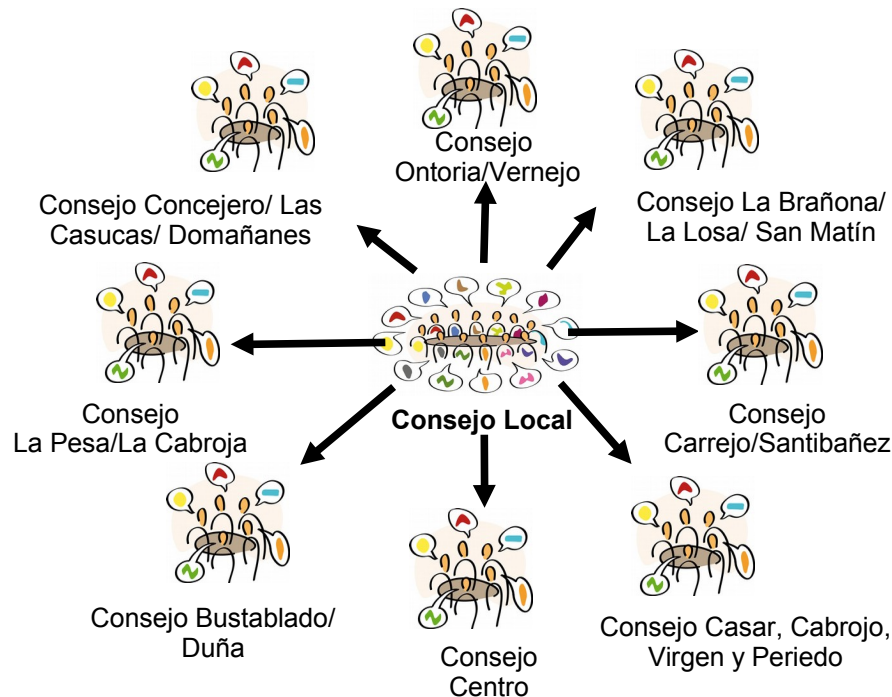 Consejo
Ontoria/Vernejo
Consejo Concejero/ Las
Casucas/ Domañanes
Consejo La Brañona/
La Losa/ San Matín
Consejo
La Pesa/La Cabroja
Consejo Local
Consejo
Carrejo/Santibañez
Consejo Bustablado/
Duña
Consejo
Centro
Consejo Casar, Cabrojo,
Virgen y Periedo